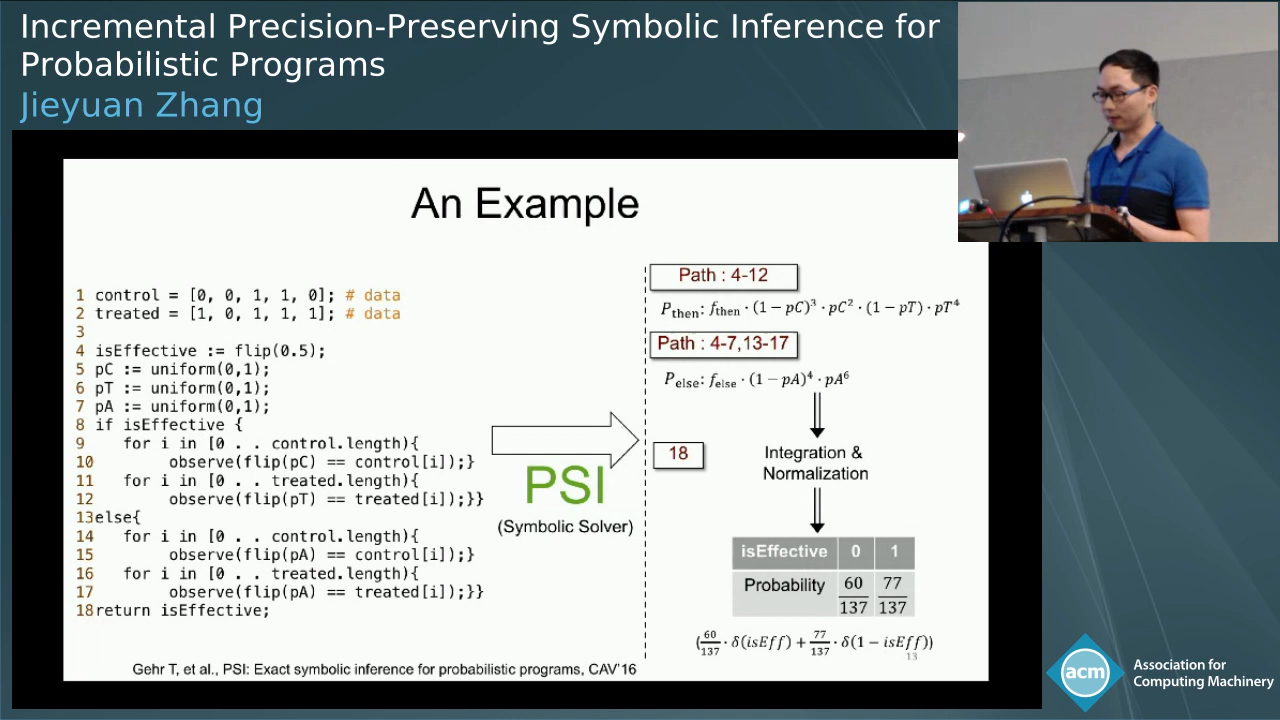 Incremental Precision-Preserving Symbolic Inference for
Probabilistic Programs
Jieyuan Zhang
An Example
1 control = [0, 0, 1, 1, 0]; # data
2 treated = [1, 0, 1, 1, 1]; # data
3
4 isEffective := flip(0.5);
5 pC := uniform(0,1);
6 pT := uniform(0,1);
7 pA := uniform(0,1);
8 if isEffective {
9 for i in [0 . . control.length){
10 observe(flip(pC) == control[i]);}
11 for i in [0 . . treated.length){
12 observe(flip(pT) == treated[i]);}}
13else{
14 for i in [0 . . control.length){
15 observe(flip(pA) == control[i]);}
16 for i in [0 . . treated.length){
17 observe(flip(pA) == treated[i]);}}
18return isEffective;
PSI
(Symbolic Solver)
Path : 4-12
P_then: f_then · (1 − pC)³ · pC² · (1 − pT) · pT⁴
Path : 4-7,13-17
P_else: f_else · (1 − pA)⁴ · pA⁶
18
Integration &
Normalization
isEffective 0 1
Probability 60/137 77/137
(60/137 · δ(isEff) + 77/137 · δ(1 − isEff))
13
Gehr T, et al., PSI: Exact symbolic inference for probabilistic programs, CAV'16
acm
Association for
Computing Machinery